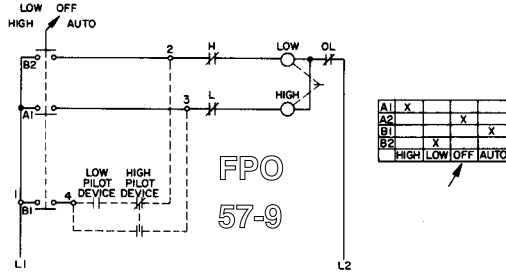 LOW OFF
HIGH AUTO
B2
2
H
LOW
OL
A1
3
L
HIGH
1
B1
4
LOW
PILOT
DEVICE
HIGH
PILOT
DEVICE
FPO
57-9
L1
L2
A1 X
A2 X
B1 X
B2 X
HIGH LOW OFF AUTO